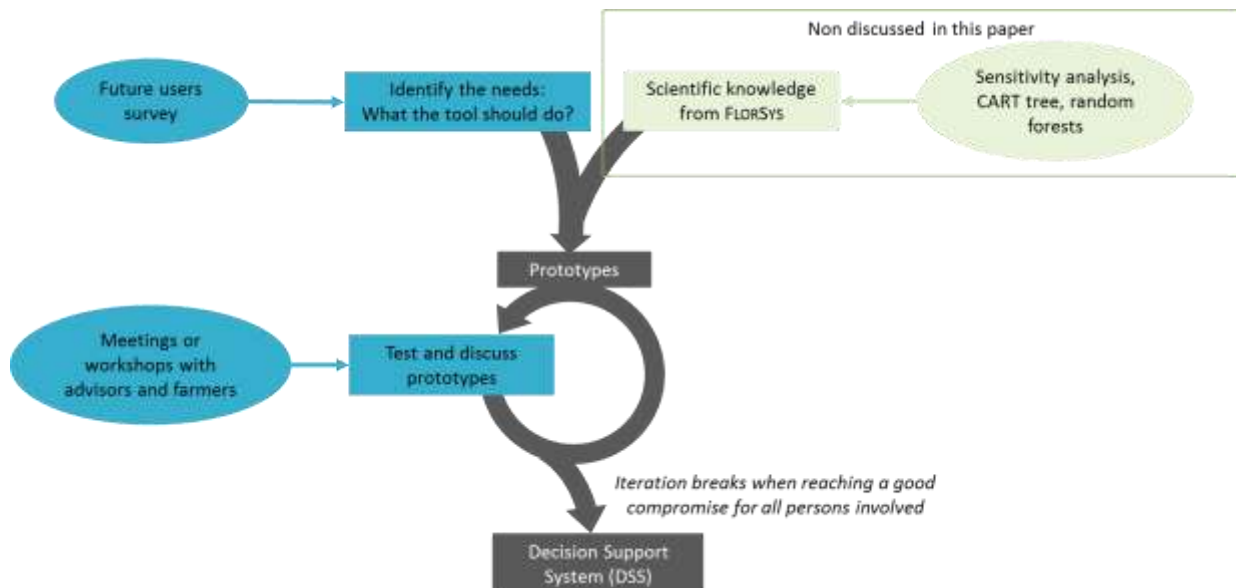 Non discussed in this paper
Future users
survey
Identify the needs:
What the tool should do?
Scientific knowledge
from FLORSYS
Sensitivity analysis,
CART tree, random
forests
Prototypes
Meetings or
workshops with
advisors and farmers
Test and discuss
prototypes
Iteration breaks when reaching a good
compromise for all persons involved
Decision Support
System (DSS)